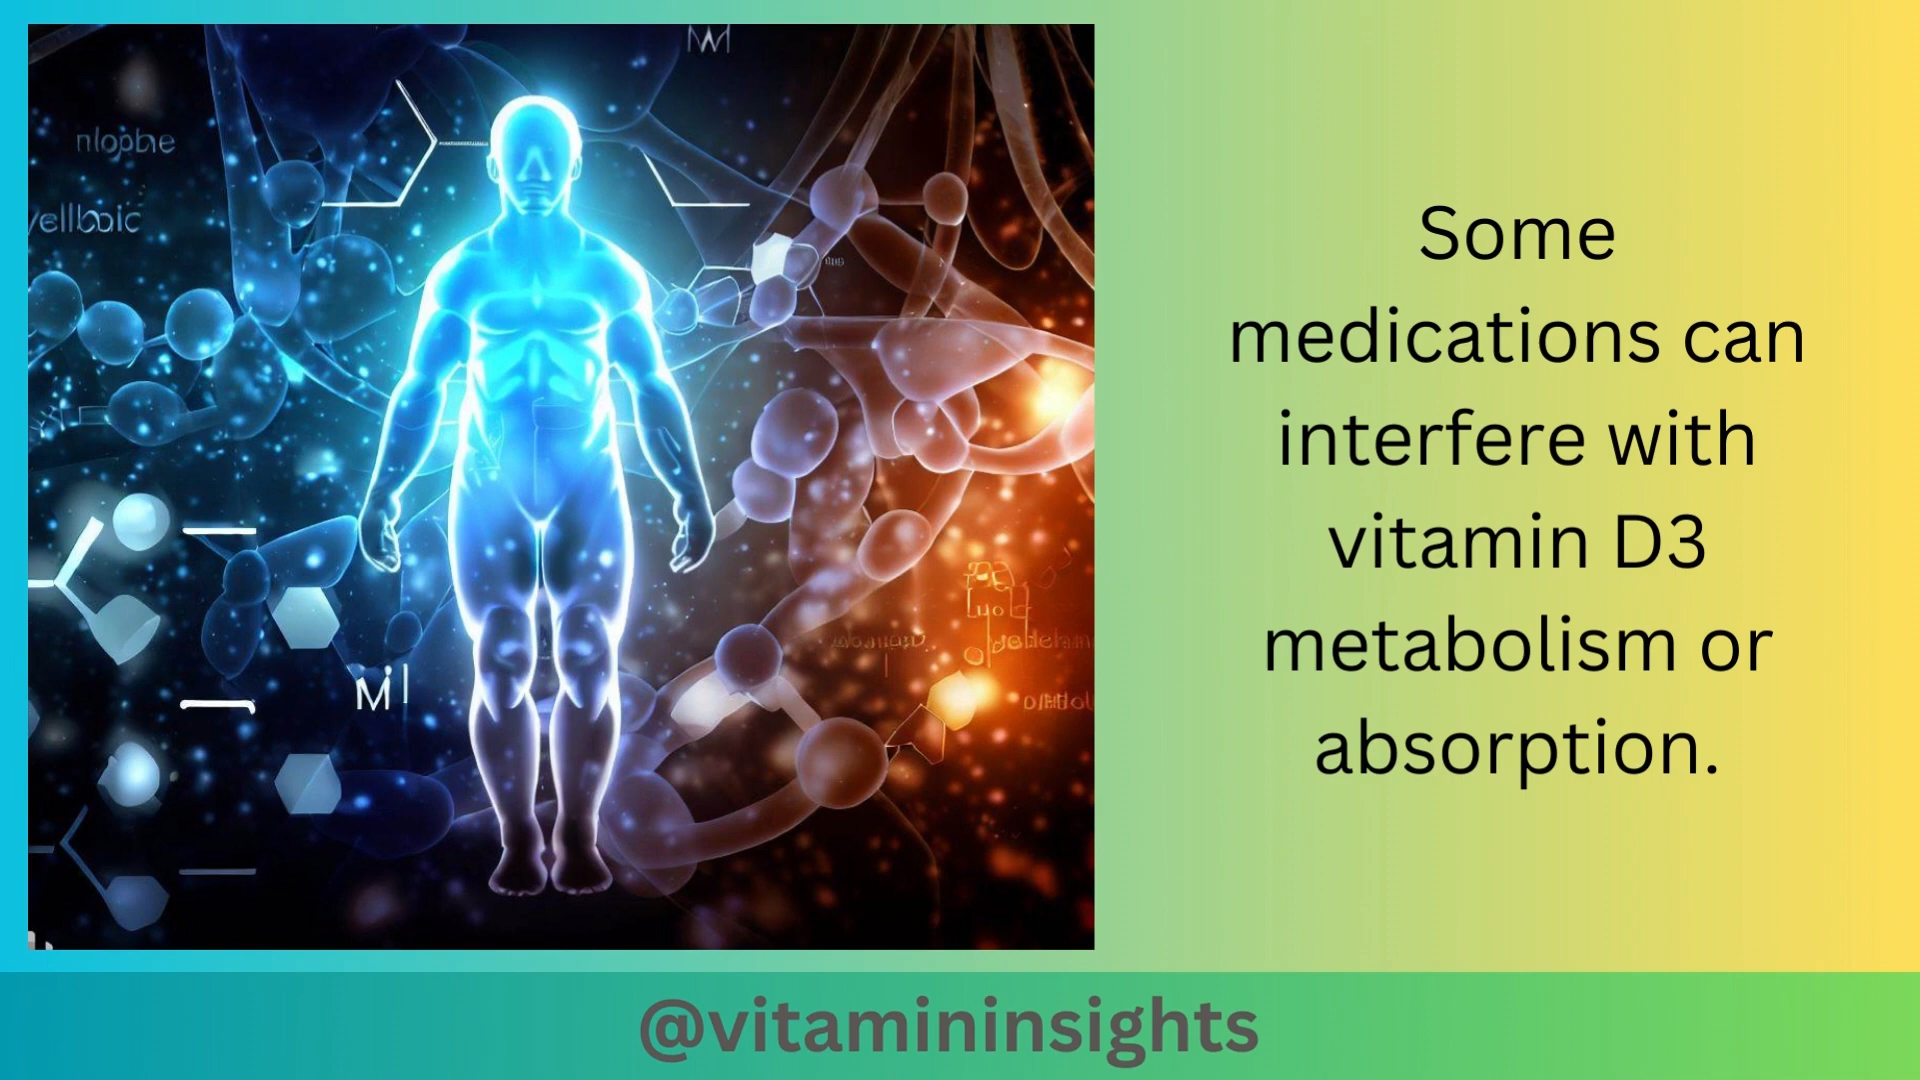 Some
medications can
interfere with
vitamin D3
metabolism or
absorption.
@vitamininsights